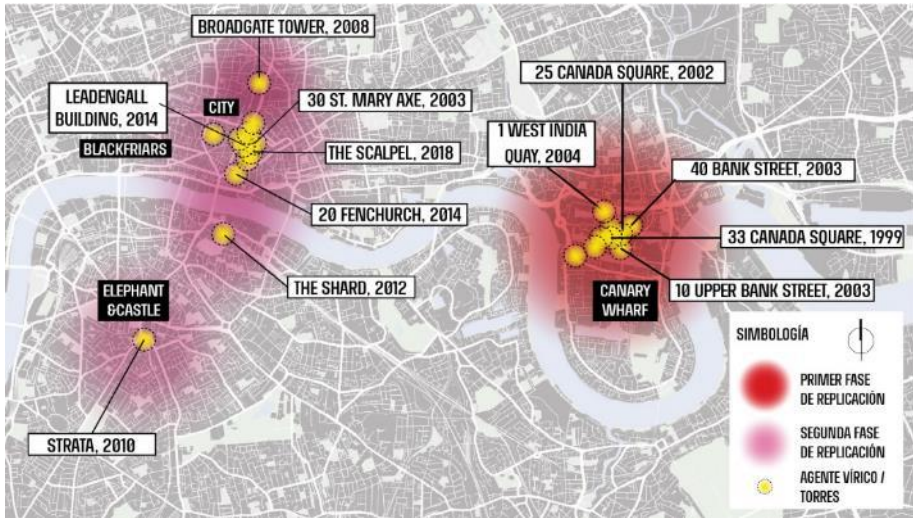 BROADGATE TOWER, 2008
LEADENGALL
BUILDING, 2014
CITY
30 ST. MARY AXE, 2003
BLACKFRIARS
THE SCALPEL, 2018
20 FENCHURCH, 2014
THE SHARD, 2012
ELEPHANT
&CASTLE
STRATA, 2010
25 CANADA SQUARE, 2002
1 WEST INDIA
QUAY, 2004
40 BANK STREET, 2003
33 CANADA SQUARE, 1999
10 UPPER BANK STREET, 2003
CANARY
WHARF
SIMBOLOGÍA
PRIMER FASE
DE REPLICACIÓN
SEGUNDA FASE
DE REPLICACIÓN
AGENTE VÍRICO /
TORRES